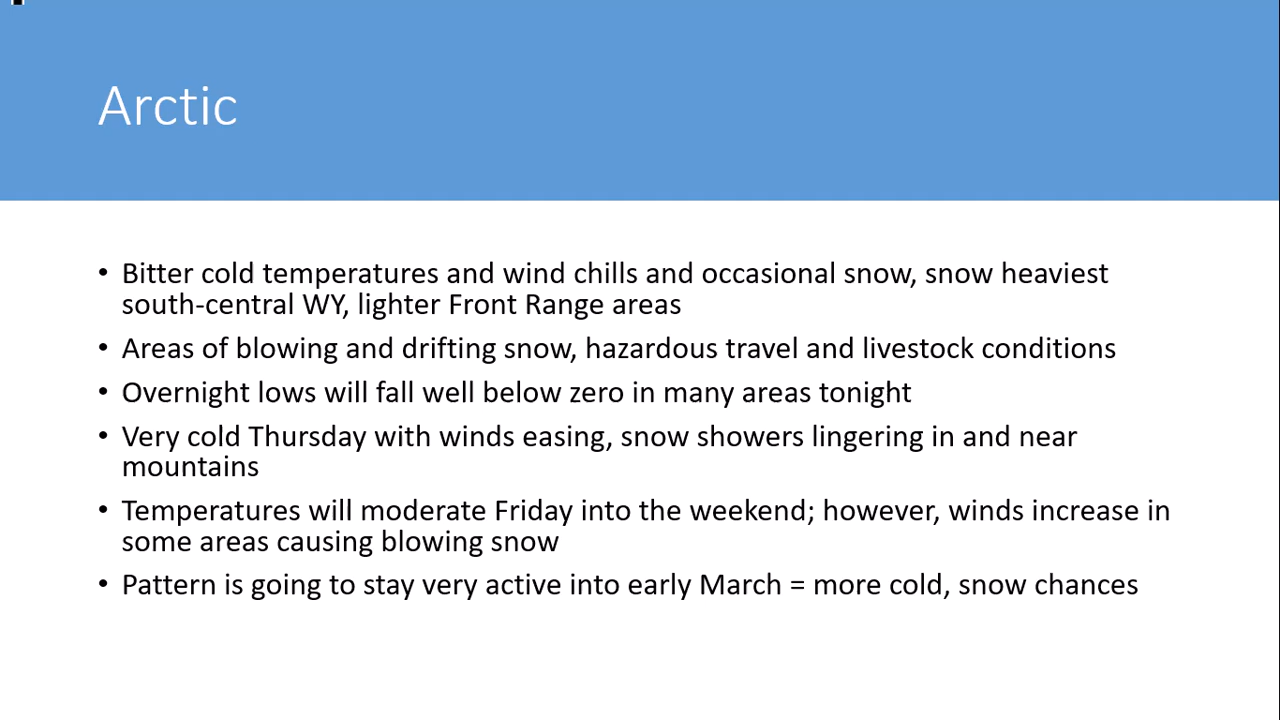 Arctic
• Bitter cold temperatures and wind chills and occasional snow, snow heaviest
south-central WY, lighter Front Range areas
• Areas of blowing and drifting snow, hazardous travel and livestock conditions
• Overnight lows will fall well below zero in many areas tonight
• Very cold Thursday with winds easing, snow showers lingering in and near
mountains
• Temperatures will moderate Friday into the weekend; however, winds increase in
some areas causing blowing snow
• Pattern is going to stay very active into early March = more cold, snow chances